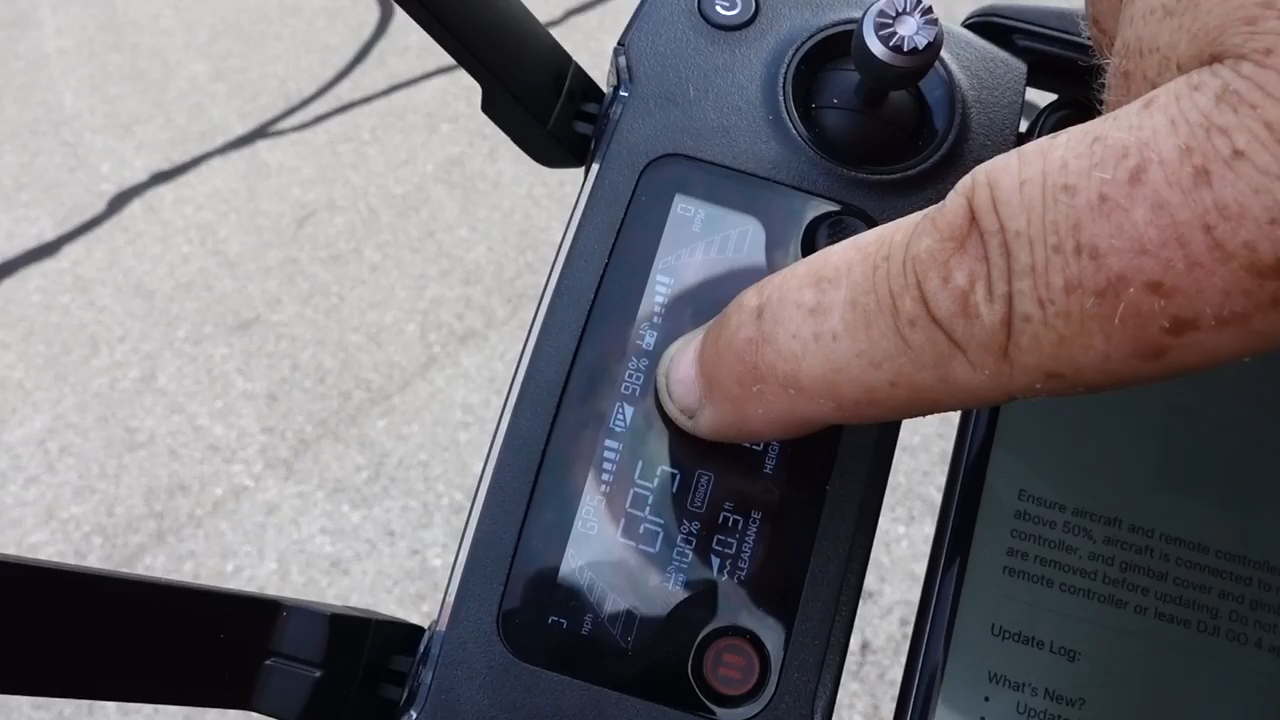 0
RPM
98%
GPS
GPS
VISION
100%
0.3 ft
CLEARANCE
mph
Ensure aircraft and remote controlle
above 50%, aircraft is connected to
controller, and gimbal cover and gim
are removed before updating. Do not
remote controller or leave DJI GO 4
Update Log:
What's New?